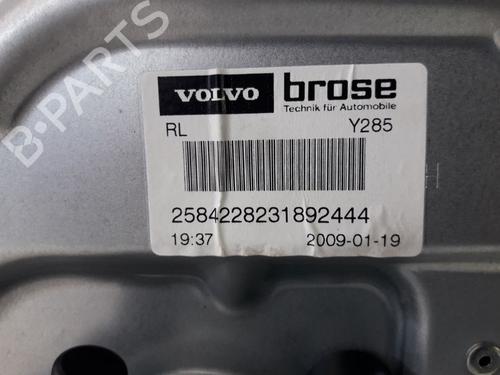 VOLVO
brose
Technik für Automobile
RL
Y285
2584228231892444
19:37
2009-01-19
B-PARTS